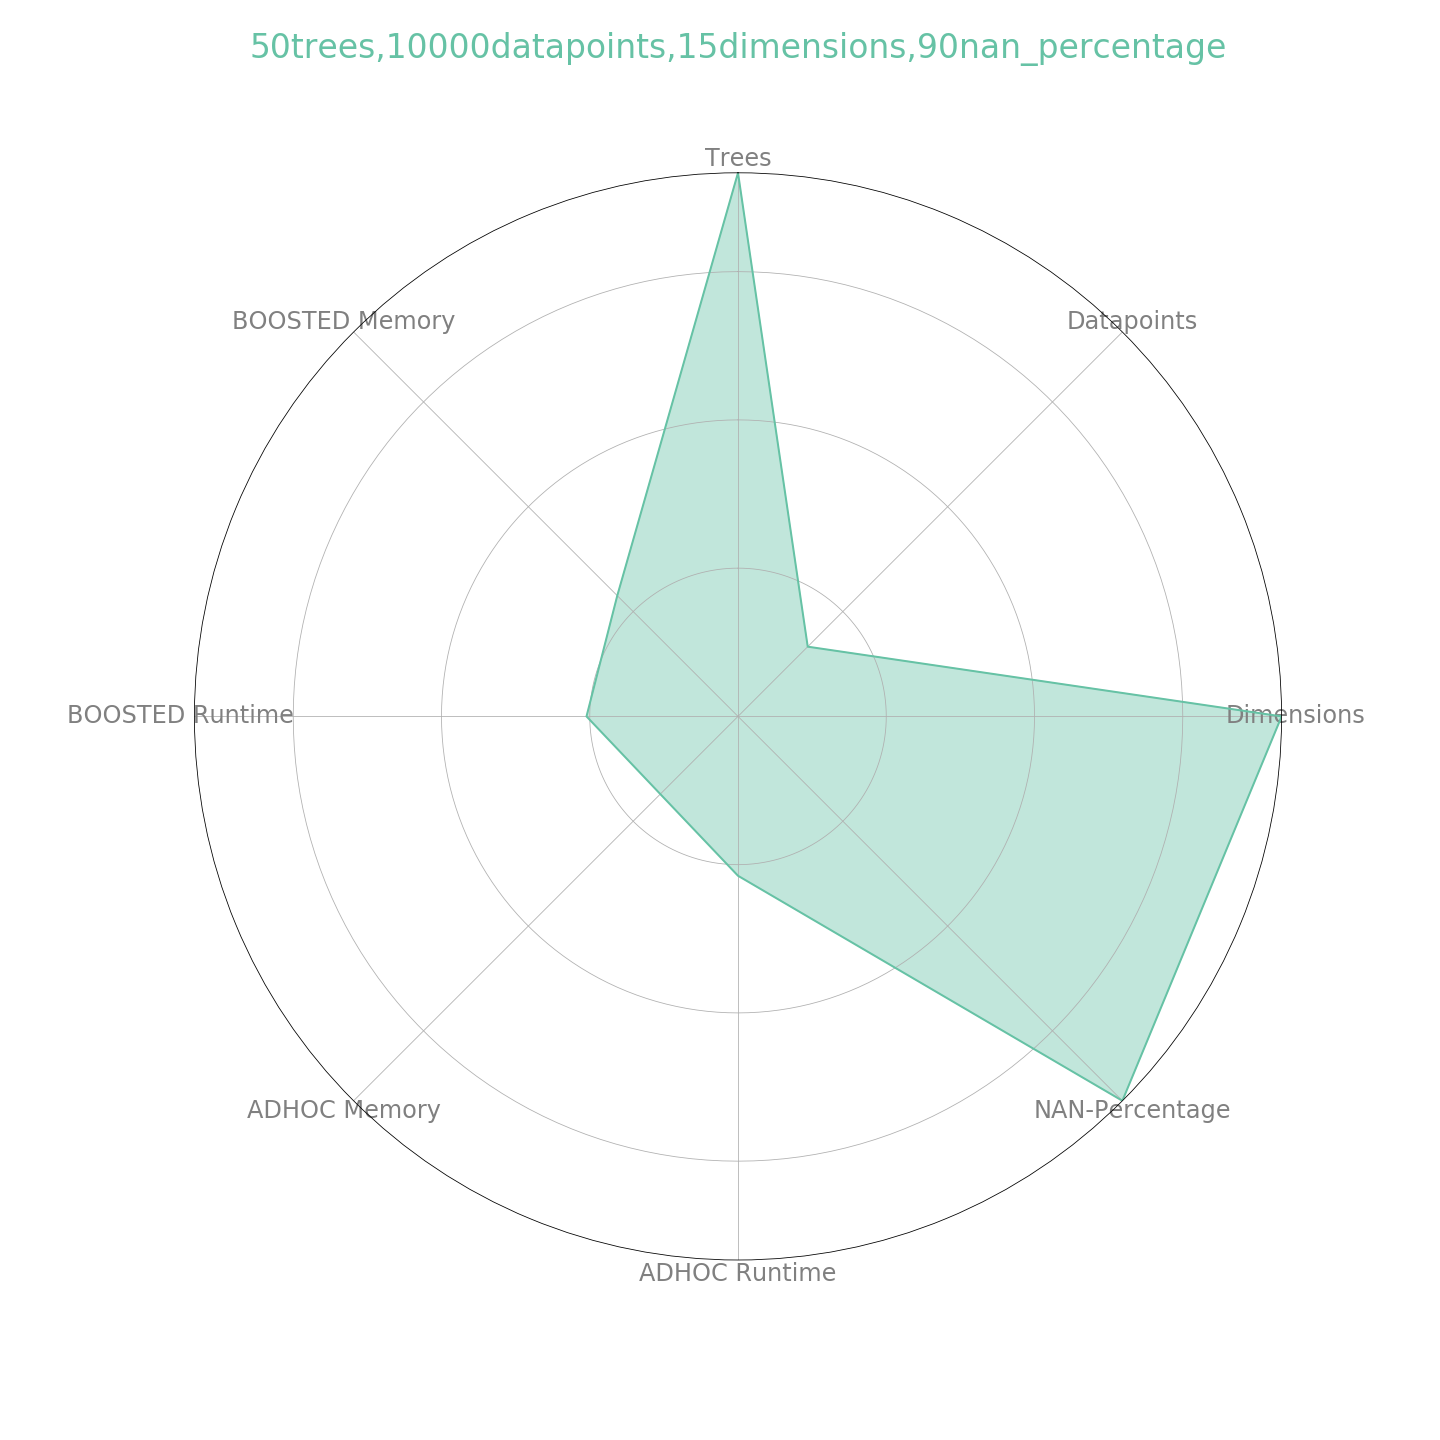 50trees,10000datapoints,15dimensions,90nan_percentage
Trees
BOOSTED Memory
Datapoints
BOOSTED Runtime
Dimensions
ADHOC Memory
NAN-Percentage
ADHOC Runtime